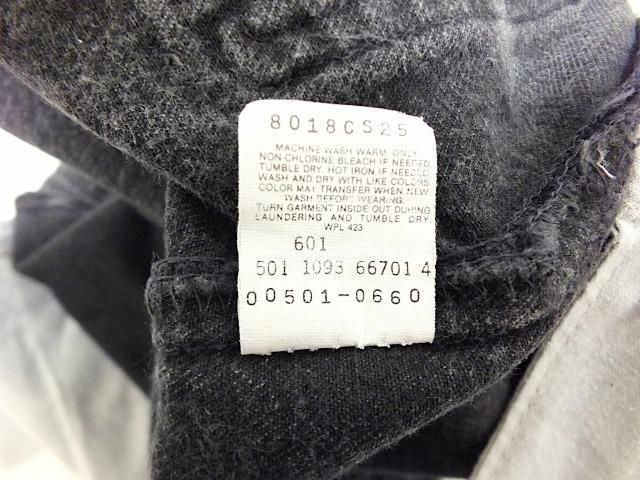 8018CS25
MACHINE WASH WARM ONLY
NON-CHLORINE BLEACH IF NEEDED.
TUMBLE DRY. HOT IRON IF NEEDED.
WASH AND DRY WITH LIKE COLORS
COLOR MAY TRANSFER WHEN NEW
WASH BEFORE WEARING.
TURN GARMENT INSIDE OUT DURING
LAUNDERING AND TUMBLE DRY.
WPL 423
601
501 1093 66701 4
00501-0660